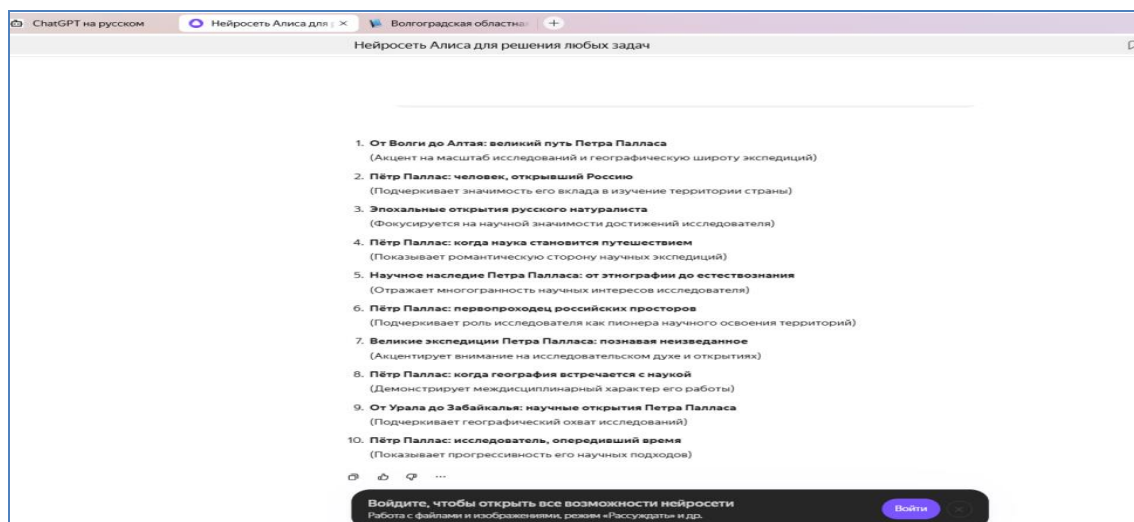 ChatGPT на русском
Нейросеть Алиса для
Волгоградская областная
Нейросеть Алиса для решения любых задач
1. От Волги до Алтая: великий путь Петра Палласа
(Акцент на масштаб исследований и географическую широту экспедиций)
2. Пётр Паллас: человек, открывший Россию
(Подчеркивает значимость его вклада в изучение территории страны)
3. Эпохальные открытия русского натуралиста
(Фокусируется на научной значимости достижений исследователя)
4. Пётр Паллас: когда наука становится путешествием
(Показывает романтическую сторону научных экспедиций)
5. Научное наследие Петра Палласа: от этнографии до естествознания
(Отражает многогранность научных интересов исследователя)
6. Пётр Паллас: первопроходец российских просторов
(Подчеркивает роль исследователя как пионера научного освоения территорий)
7. Великие экспедиции Петра Палласа: познавая неизведанное
(Акцентирует внимание на исследовательском духе и открытиях)
8. Пётр Паллас: когда география встречается с наукой
(Демонстрирует междисциплинарный характер его работы)
9. От Урала до Забайкалья: научные открытия Петра Палласа
(Подчеркивает географический охват исследований)
10. Пётр Паллас: исследователь, опередивший время
(Показывает прогрессивность его научных подходов)
Войдите, чтобы открыть все возможности нейросети
Работа с файлами и изображениями, режим «Рассуждать» и др.
Войти